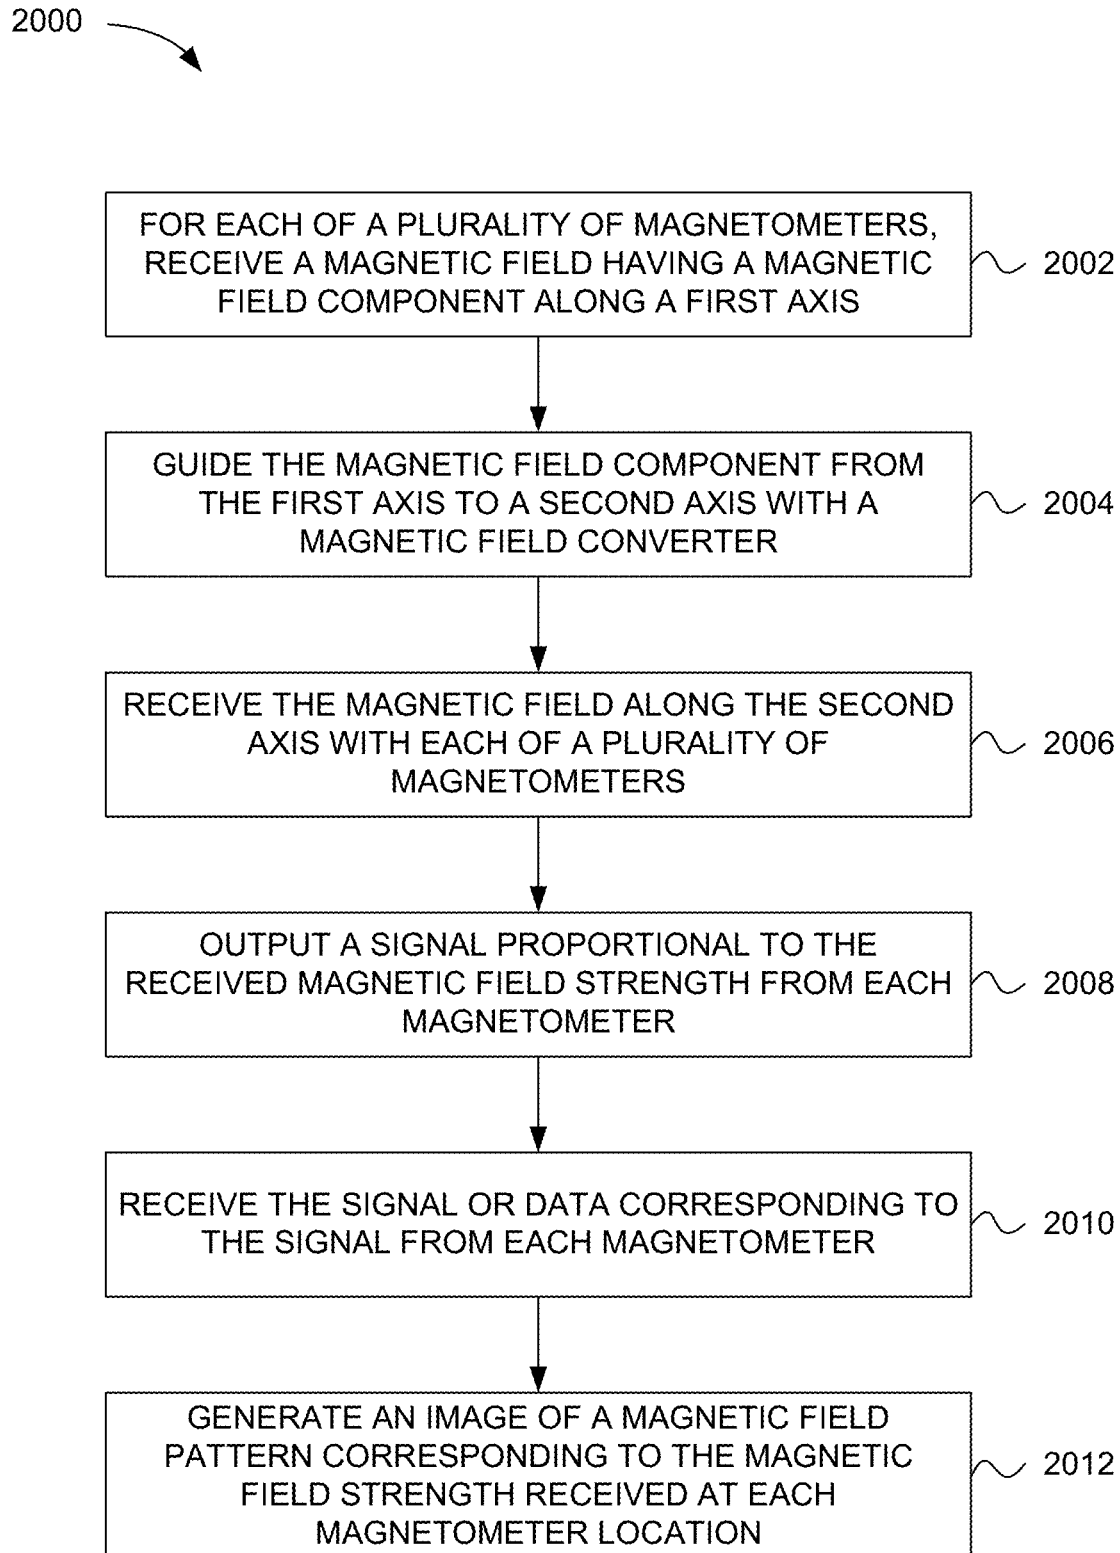 2000
FOR EACH OF A PLURALITY OF MAGNETOMETERS,
RECEIVE A MAGNETIC FIELD HAVING A MAGNETIC
FIELD COMPONENT ALONG A FIRST AXIS
2002
GUIDE THE MAGNETIC FIELD COMPONENT FROM
THE FIRST AXIS TO A SECOND AXIS WITH A
MAGNETIC FIELD CONVERTER
2004
RECEIVE THE MAGNETIC FIELD ALONG THE SECOND
AXIS WITH EACH OF A PLURALITY OF
MAGNETOMETERS
2006
OUTPUT A SIGNAL PROPORTIONAL TO THE
RECEIVED MAGNETIC FIELD STRENGTH FROM EACH
MAGNETOMETER
2008
RECEIVE THE SIGNAL OR DATA CORRESPONDING TO
THE SIGNAL FROM EACH MAGNETOMETER
2010
GENERATE AN IMAGE OF A MAGNETIC FIELD
PATTERN CORRESPONDING TO THE MAGNETIC
FIELD STRENGTH RECEIVED AT EACH
MAGNETOMETER LOCATION
2012